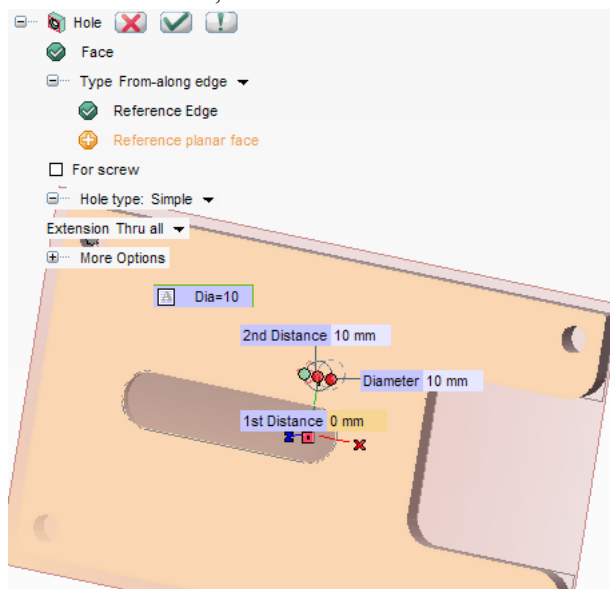 Hole
Face
Type From-along edge
Reference Edge
Reference planar face
For screw
Hole type: Simple
Extension Thru all
More Options
Dia=10
2nd Distance 10 mm
Diameter 10 mm
1st Distance 0 mm
Z
X